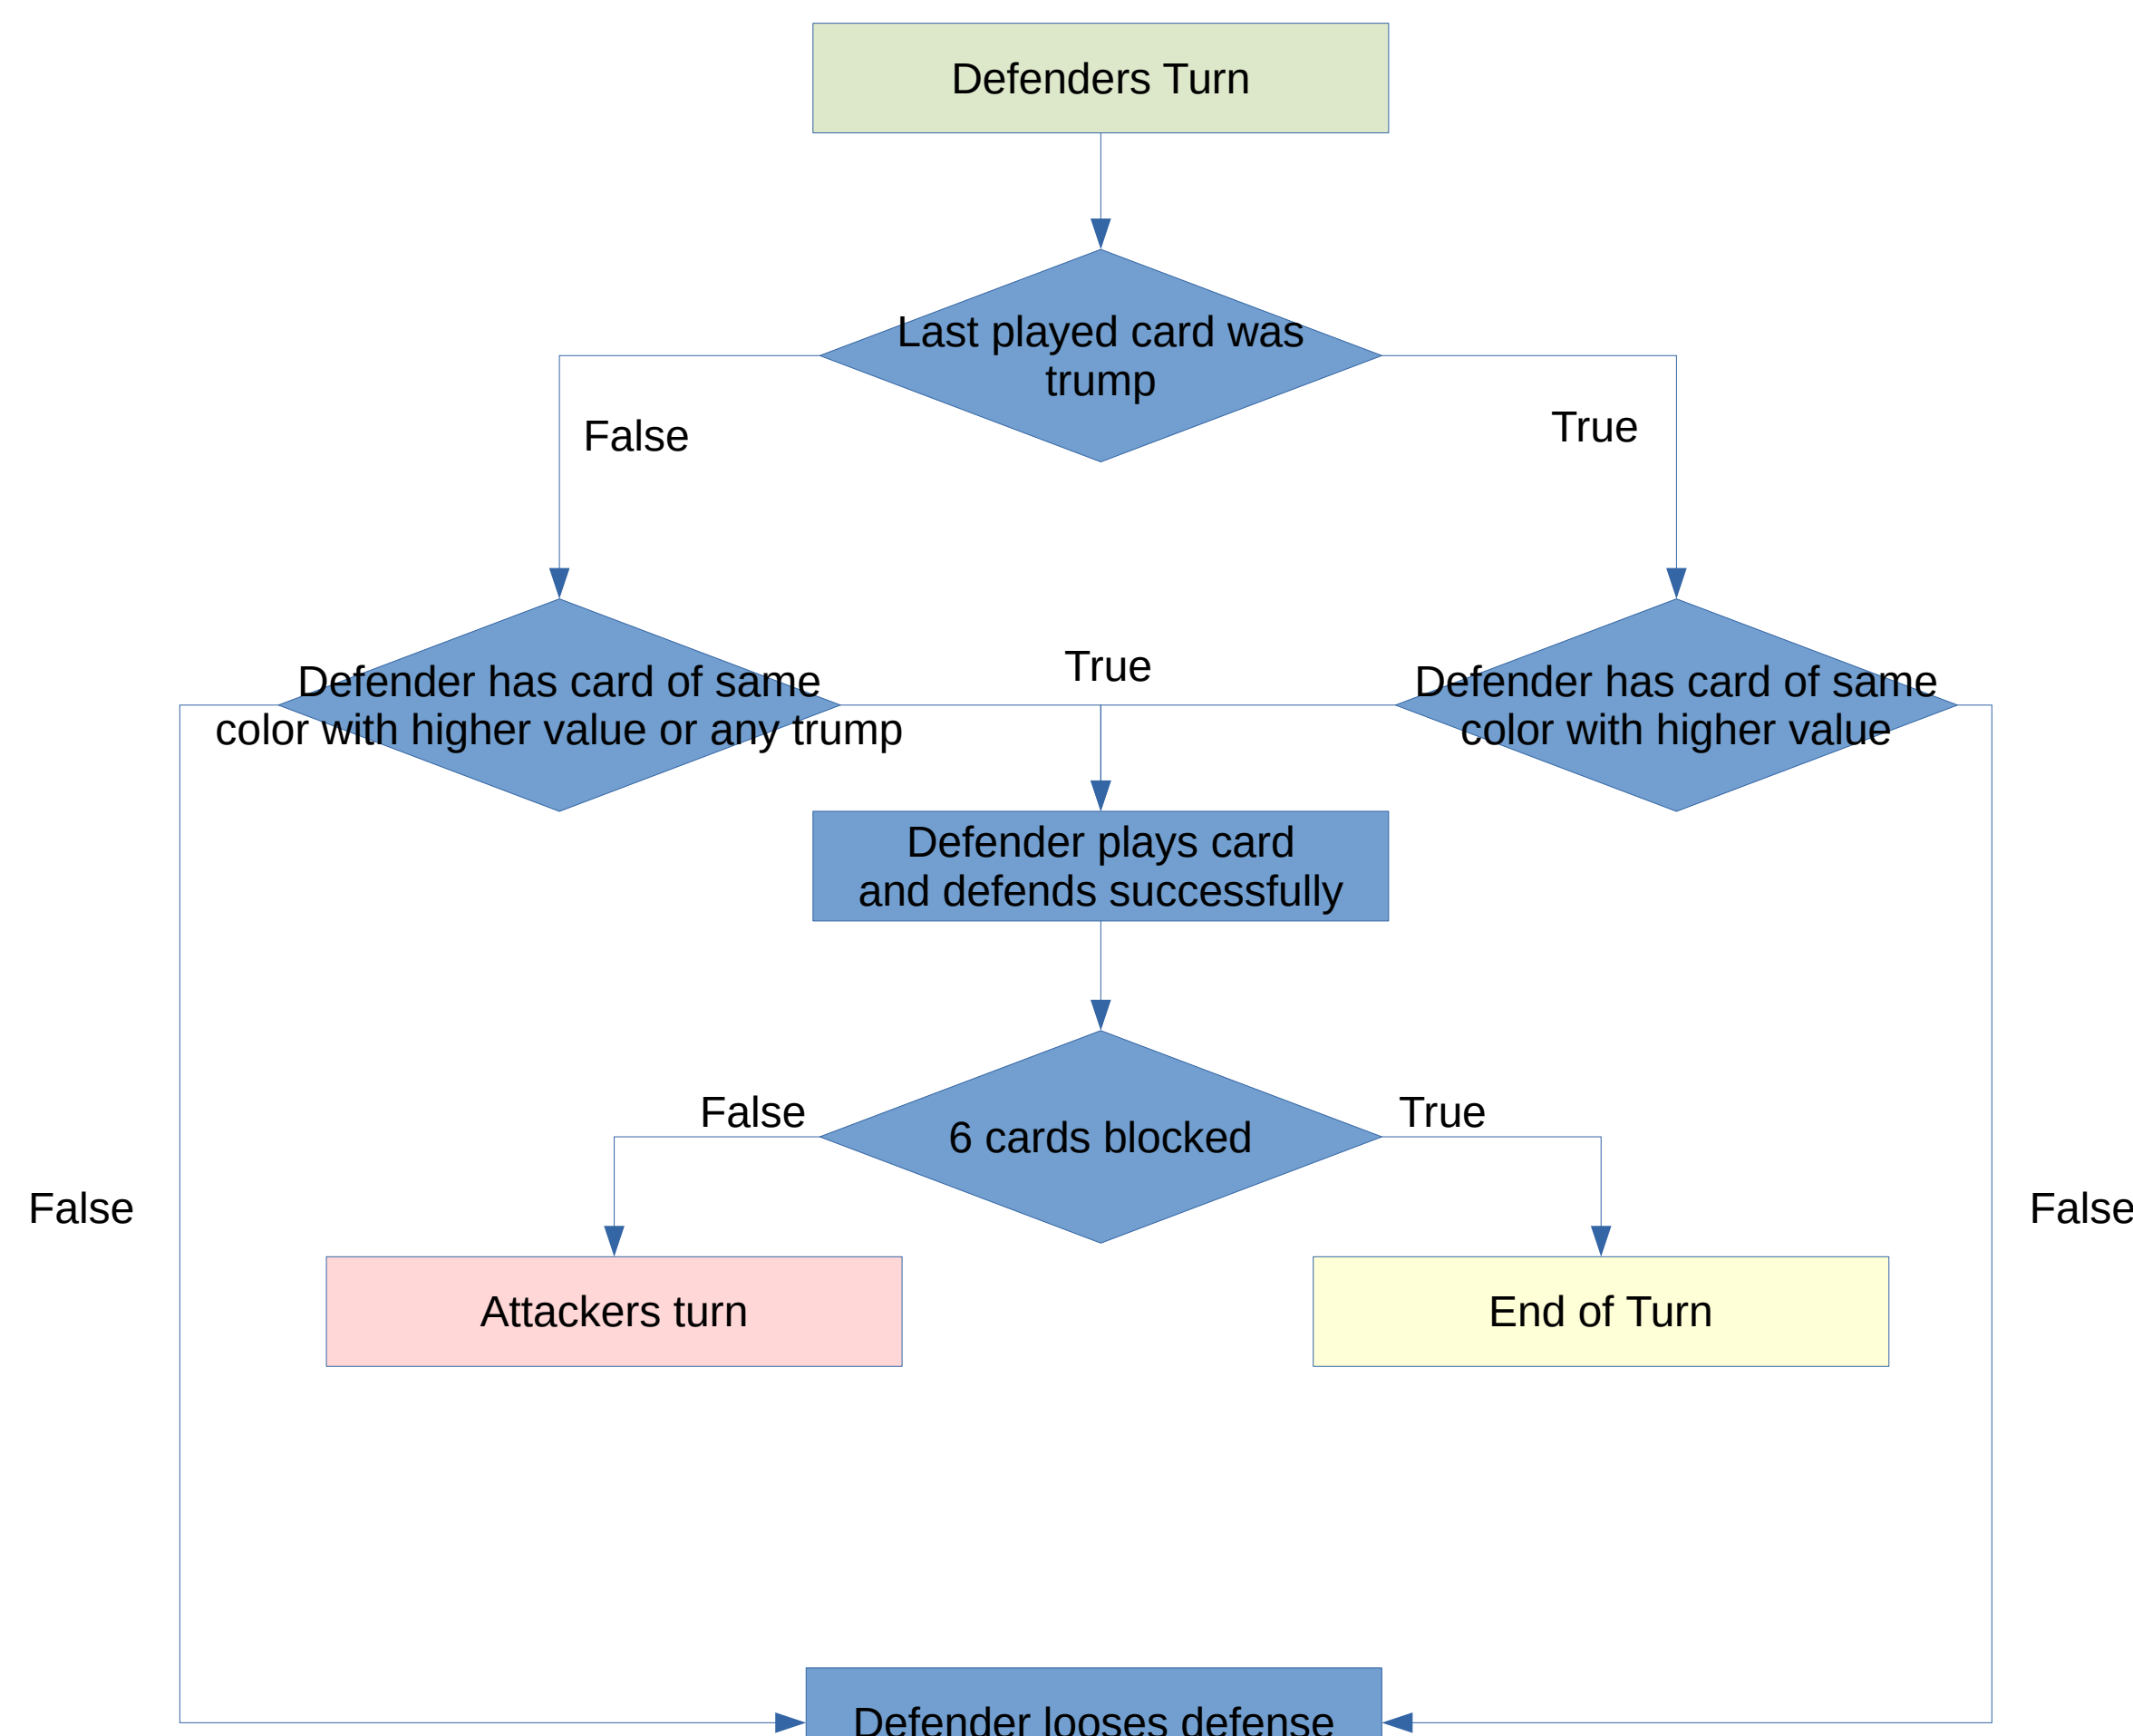 Defenders Turn
Last played card was
trump
False
True
True
Defender has card of same
color with higher value or any trump
Defender has card of same
color with higher value
Defender plays card
and defends successfully
False
True
6 cards blocked
False
False
Attackers turn
End of Turn
Defender looses defense